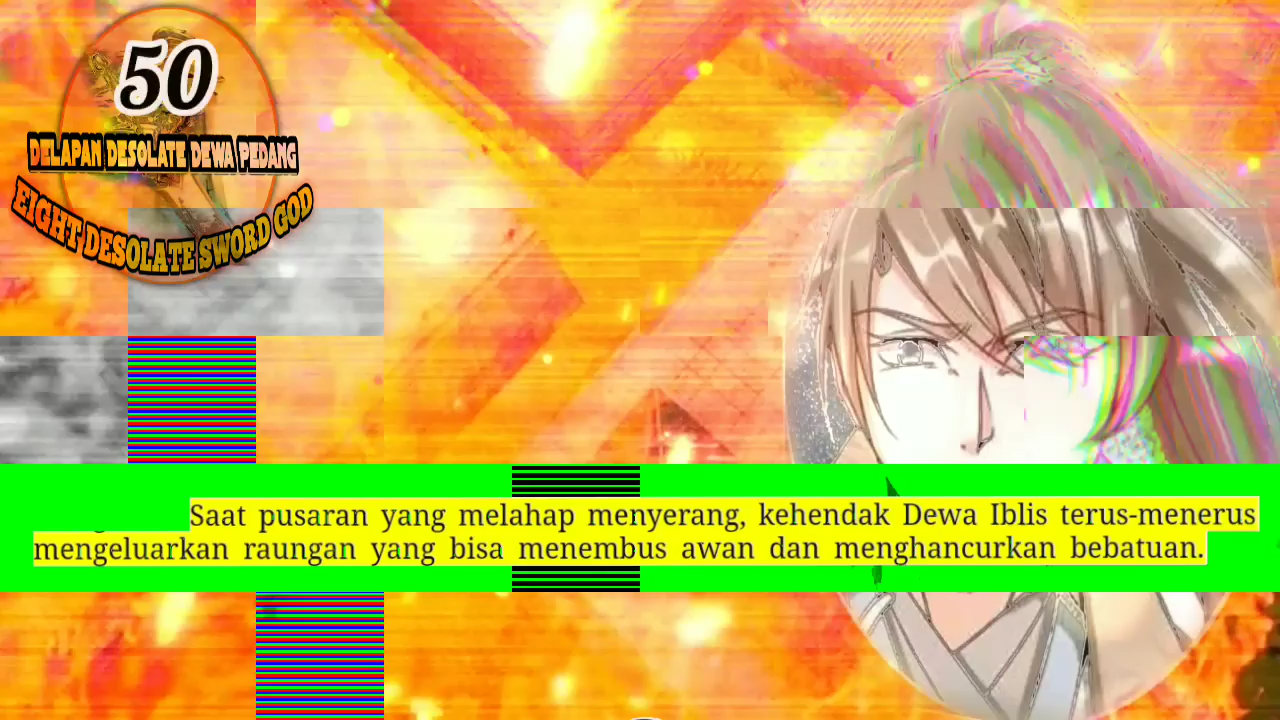 50
DELAPAN DESOLATE DEWA PEDANG
EIGHT DESOLATE SWORD GOD
Saat pusaran yang melahap menyerang, kehendak Dewa Iblis terus-menerus
mengeluarkan raungan yang bisa menembus awan dan menghancurkan bebatuan.